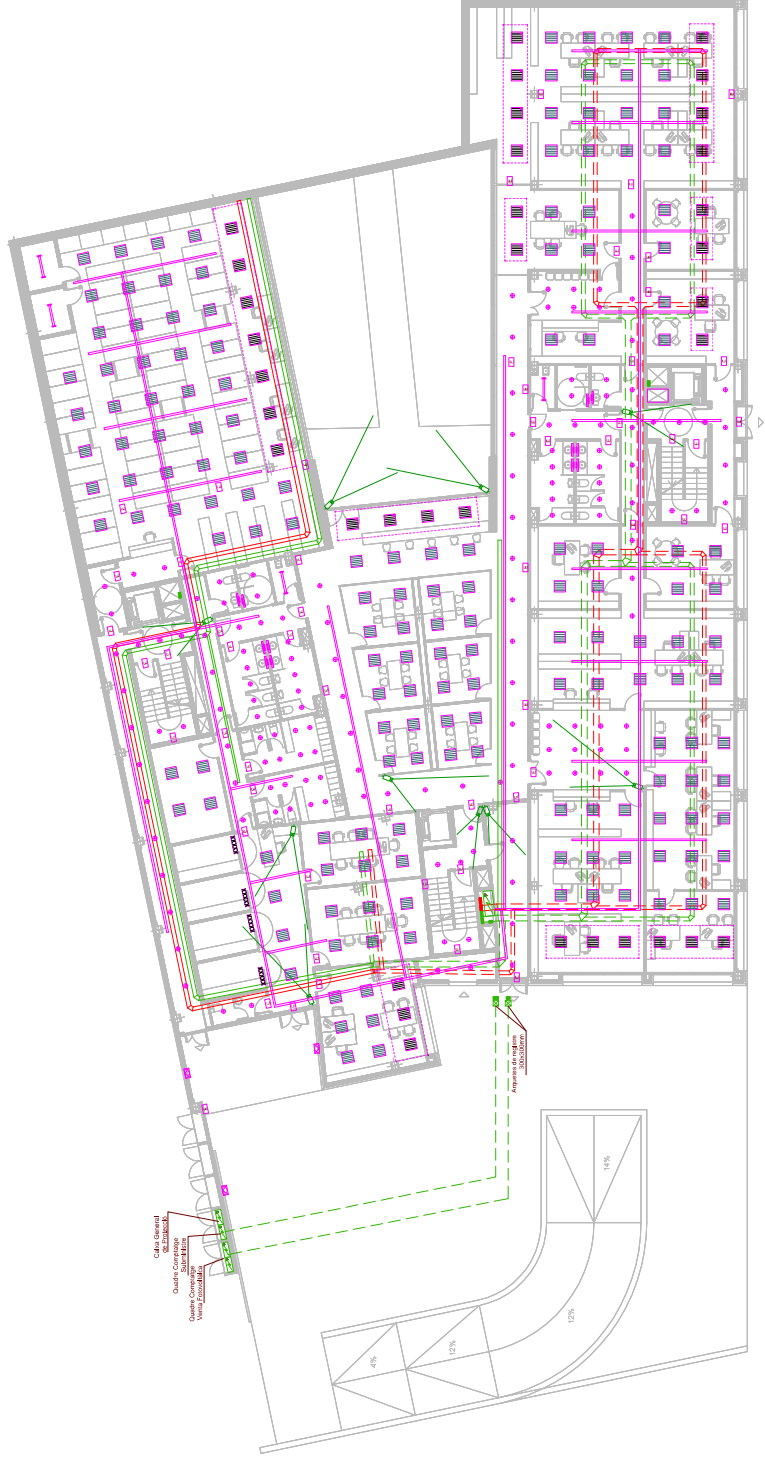 Caixa General
de Protecció
Quadre Comptatge
Subministre
Quadre Comptatge
Venta Fotovoltaica
Arquetes de registre
300x300mm
14%
12%
12%
4%